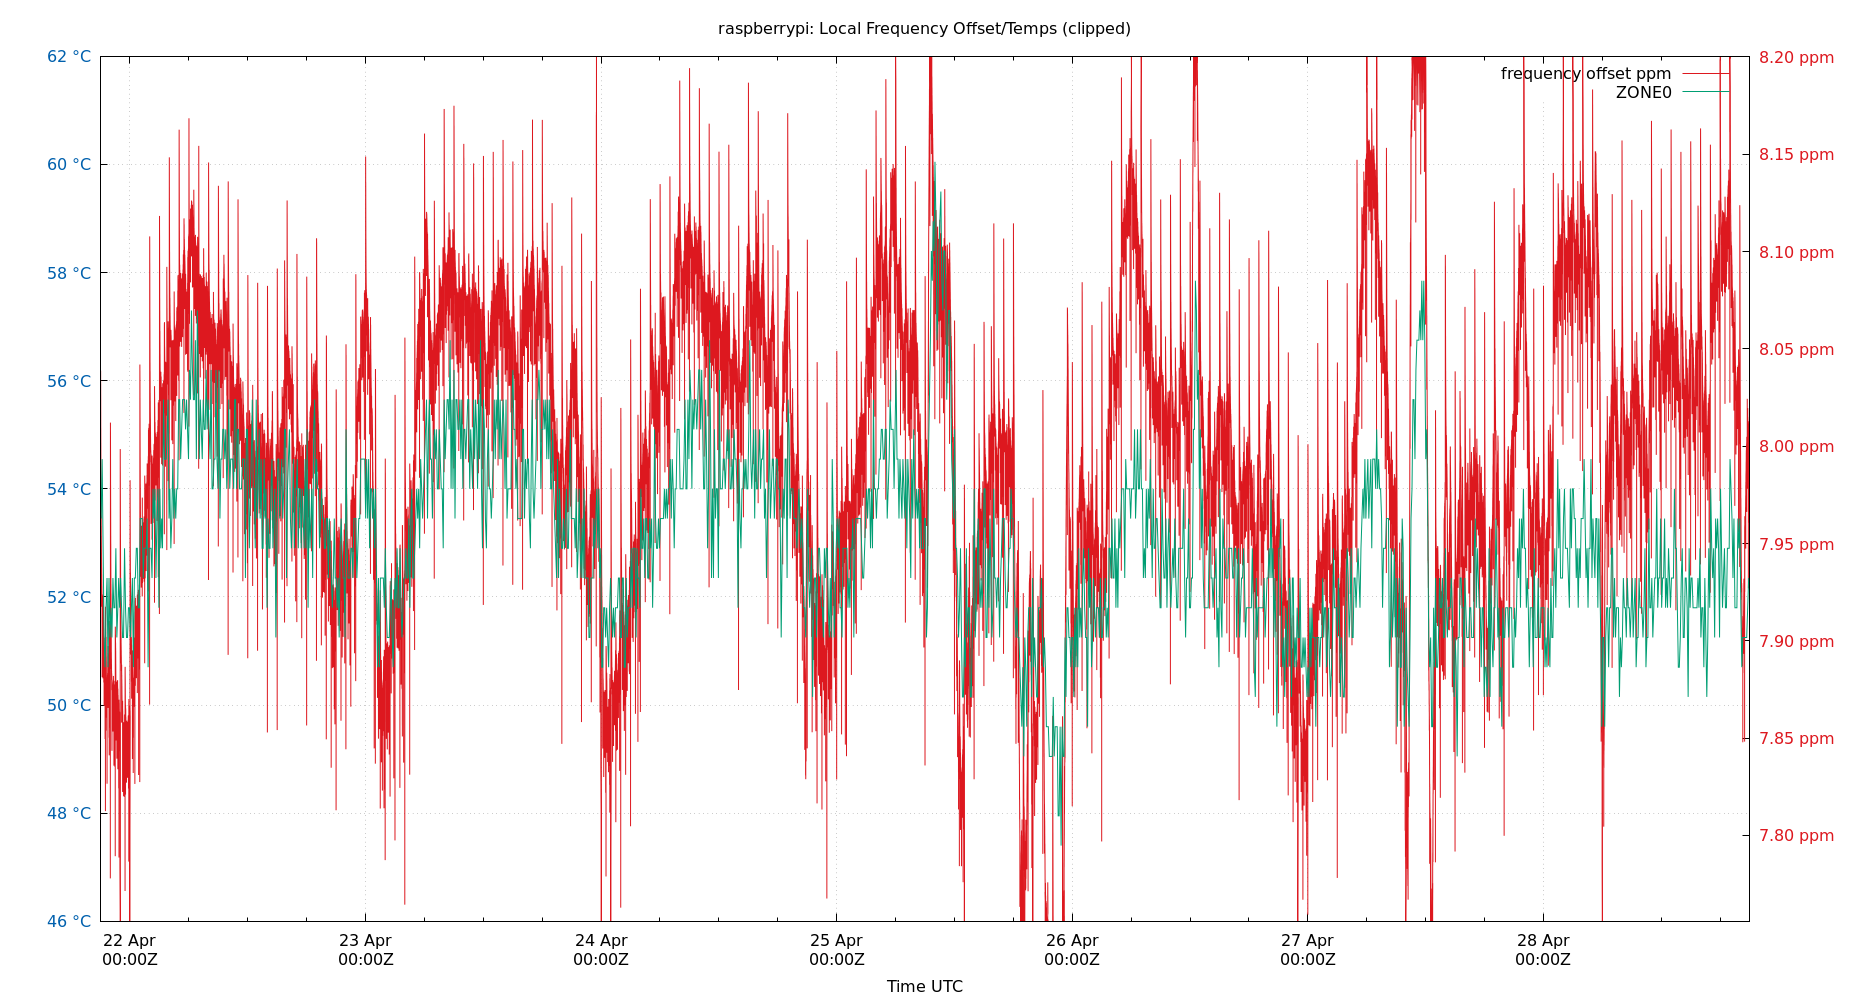 raspberrypi: Local Frequency Offset/Temps (clipped)
62 °C
60 °C
58 °C
56 °C
54 °C
52 °C
50 °C
48 °C
46 °C
8.20 ppm
8.15 ppm
8.10 ppm
8.05 ppm
8.00 ppm
7.95 ppm
7.90 ppm
7.85 ppm
7.80 ppm
frequency offset ppm
ZONE0
22 Apr
00:00Z
23 Apr
00:00Z
24 Apr
00:00Z
25 Apr
00:00Z
26 Apr
00:00Z
27 Apr
00:00Z
28 Apr
00:00Z
Time UTC